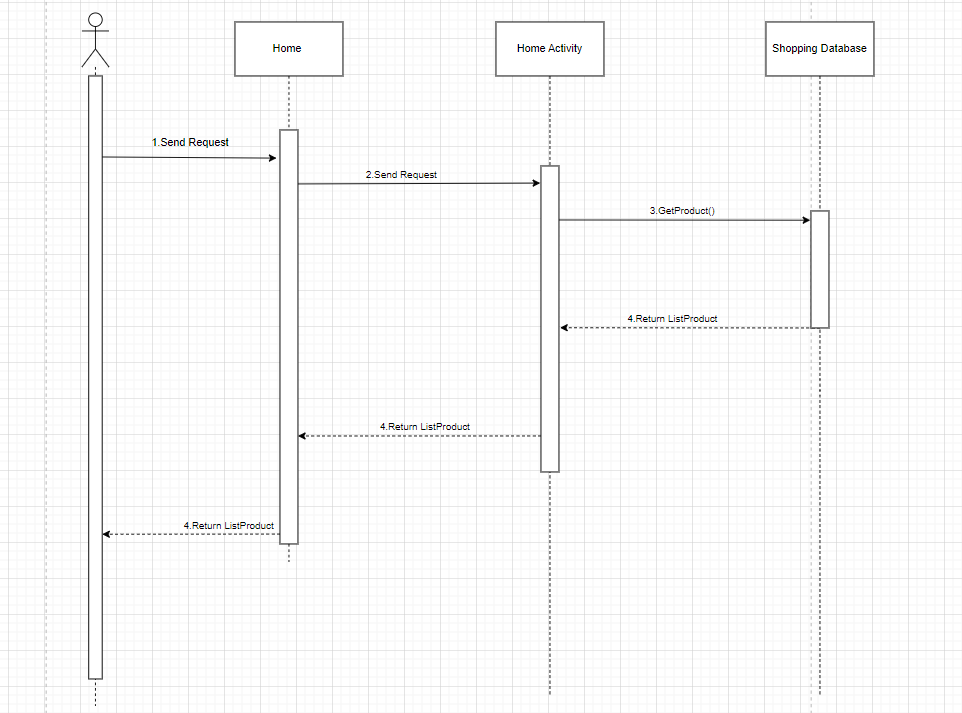 Home
Home Activity
Shopping Database
1.Send Request
2.Send Request
3.GetProduct()
4.Return ListProduct
4.Return ListProduct
4.Return ListProduct